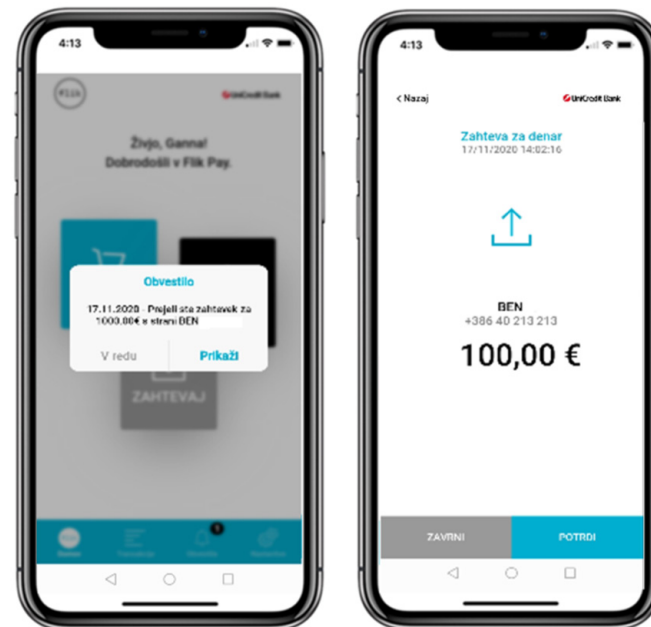 4:13
Flik
UniCredit Bank
Živjo, Ganna!
Dobrodošli v Flik Pay.
Obvestilo
17.11.2020 - Prejeli ste zahtevek za
1000.00€ s strani BEN
V redu
Prikaži
ZAHTEVAJ
1
4:13
< Nazaj
UniCredit Bank
Zahteva za denar
17/11/2020 14:02:16
BEN
+386 40 213 213
100,00 €
ZAVRNI
POTRDI